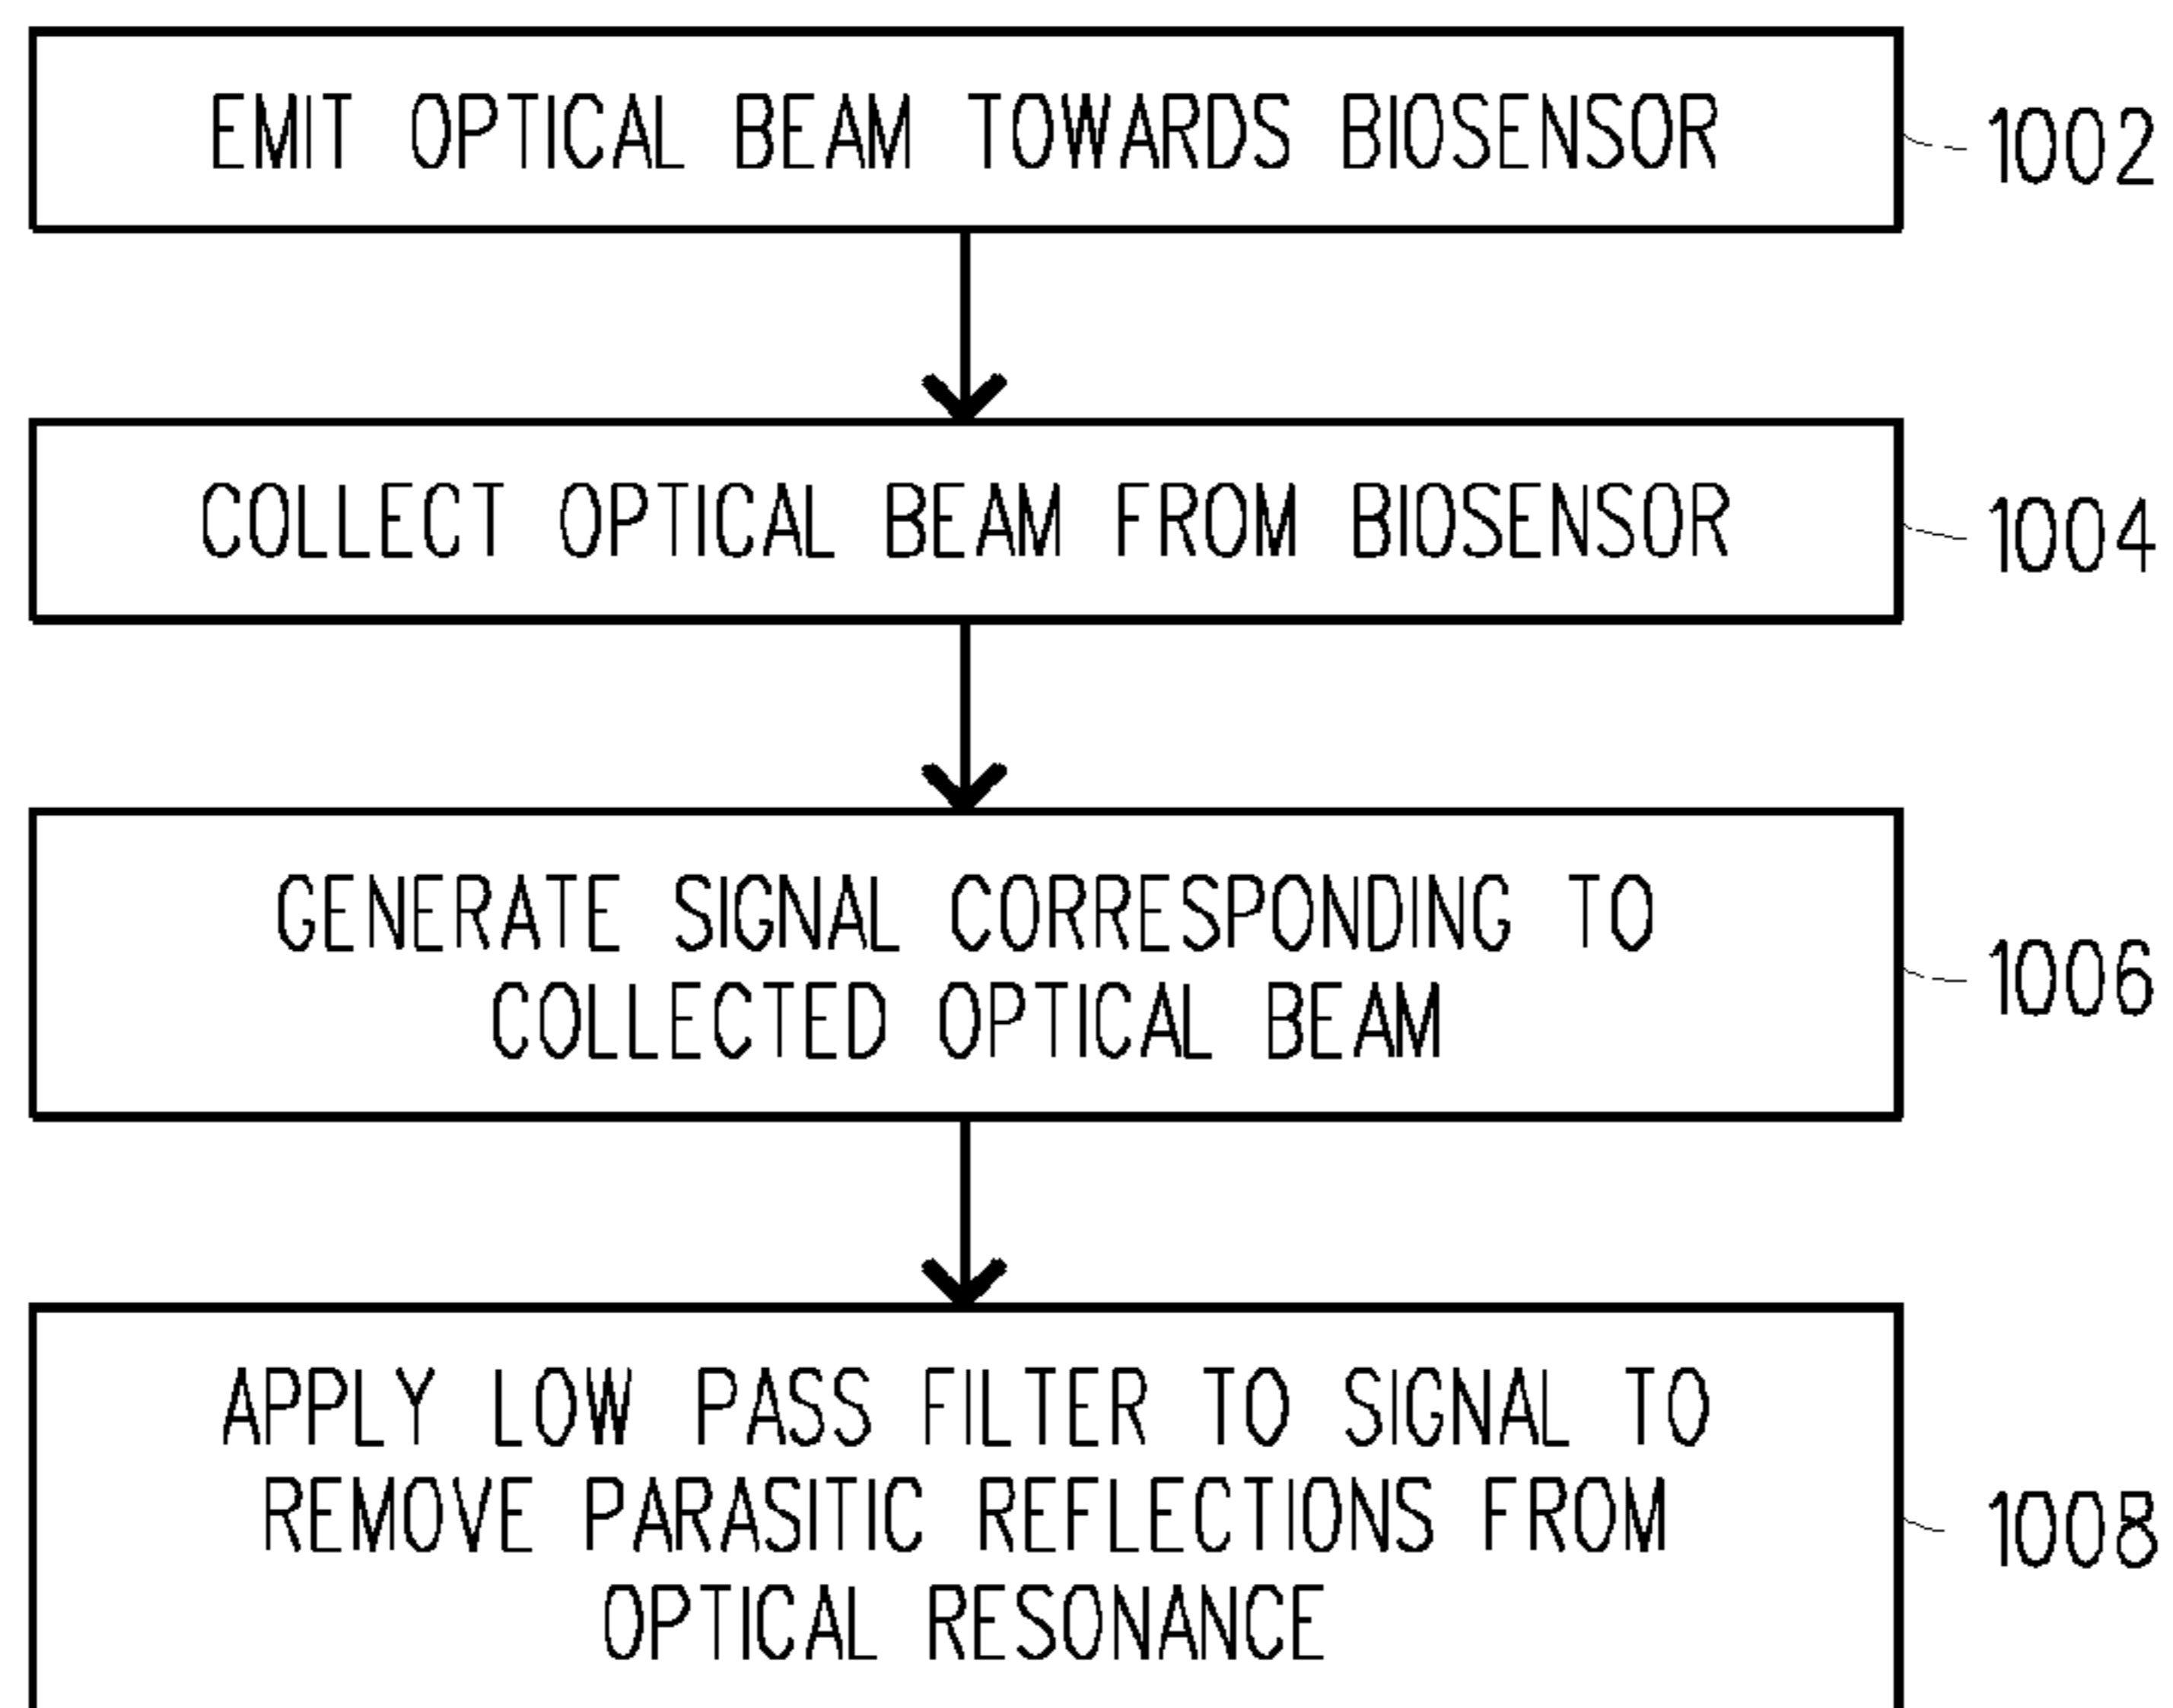 EMIT OPTICAL BEAM TOWARDS BIOSENSOR
1002
COLLECT OPTICAL BEAM FROM BIOSENSOR
1004
GENERATE SIGNAL CORRESPONDING TO
COLLECTED OPTICAL BEAM
1006
APPLY LOW PASS FILTER TO SIGNAL TO
REMOVE PARASITIC REFLECTIONS FROM
OPTICAL RESONANCE
1008